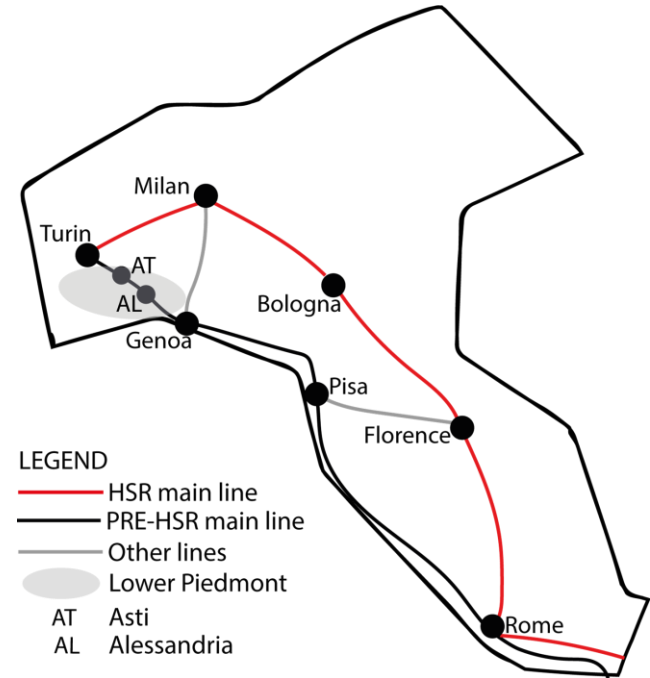 Milan
Turin
AT
AL
Bologna
Genoa
Pisa
Florence
LEGEND
HSR main line
PRE-HSR main line
Other lines
Lower Piedmont
AT Asti
AL Alessandria
Rome